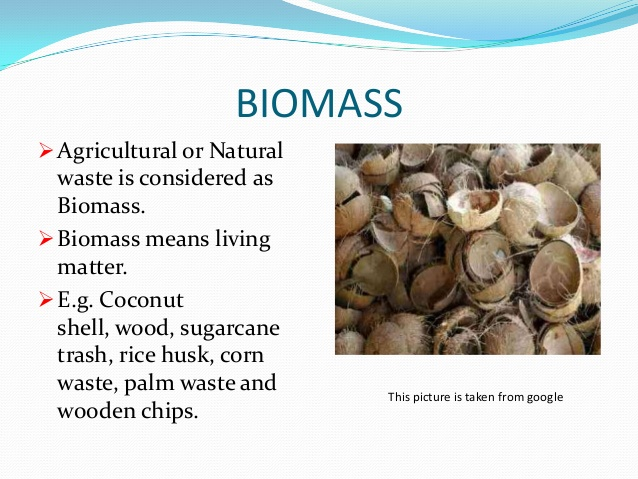 BIOMASS
➢Agricultural or Natural
waste is considered as
Biomass.
➢Biomass means living
matter.
➢E.g. Coconut
shell, wood, sugarcane
trash, rice husk, corn
waste, palm waste and
wooden chips.
This picture is taken from google